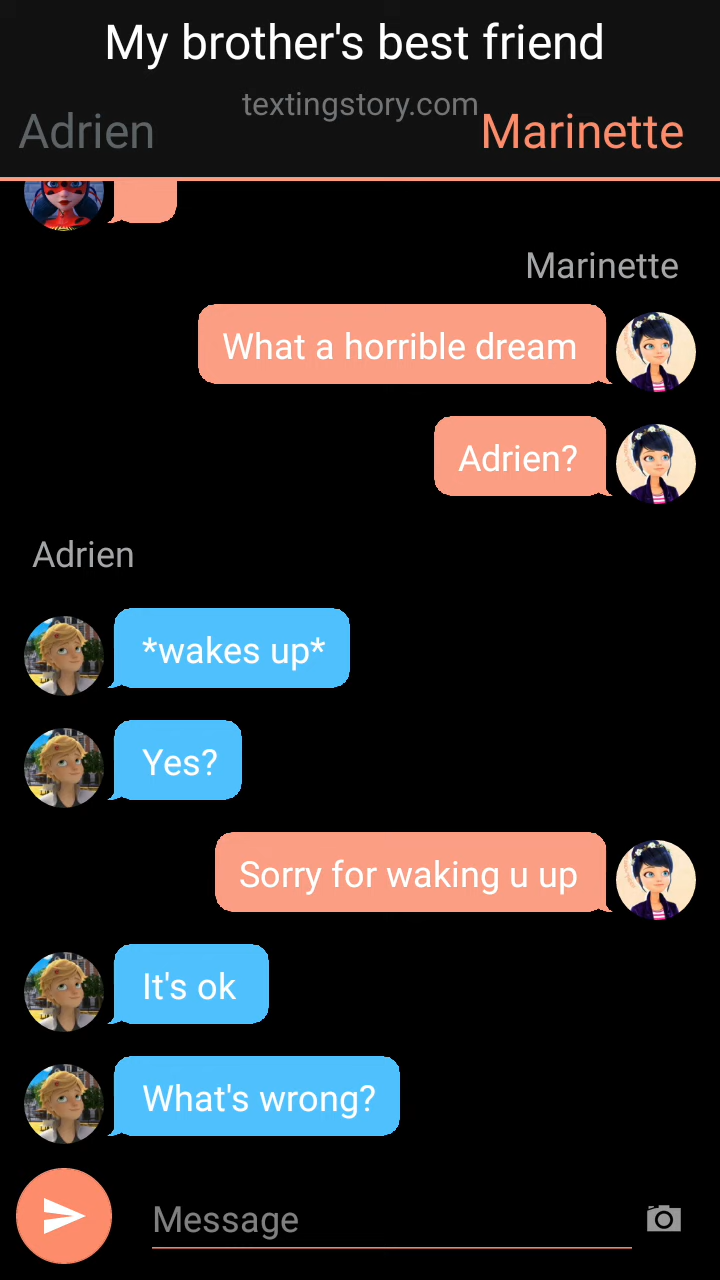 My brother's best friend
textingstory.com
Adrien
Marinette
Marinette
What a horrible dream
Adrien?
Adrien
*wakes up*
Yes?
Sorry for waking u up
It's ok
What's wrong?
Message